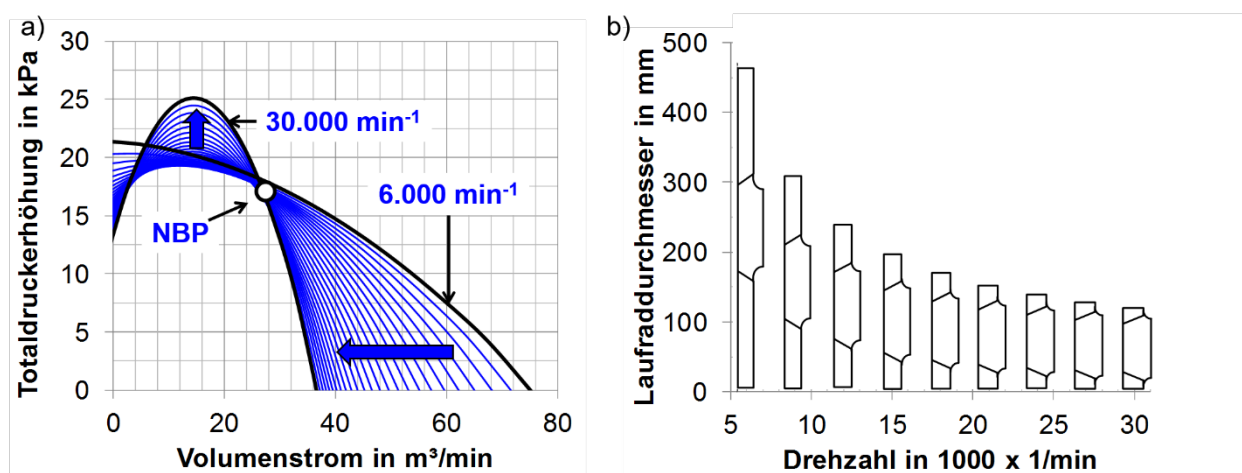 a)
Totaldruckerhöhung in kPa
30
25
20
15
10
5
0
30.000 min⁻¹
6.000 min⁻¹
NBP
0
20
40
60
80
Volumenstrom in m³/min
b)
Laufraddurchmesser in mm
500
400
300
200
100
0
5
10
15
20
25
30
Drehzahl in 1000 x 1/min